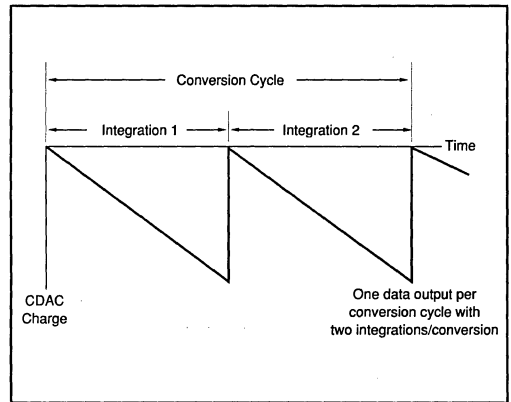 Conversion Cycle
Integration 1
Integration 2
Time
CDAC
Charge
One data output per
conversion cycle with
two integrations/conversion